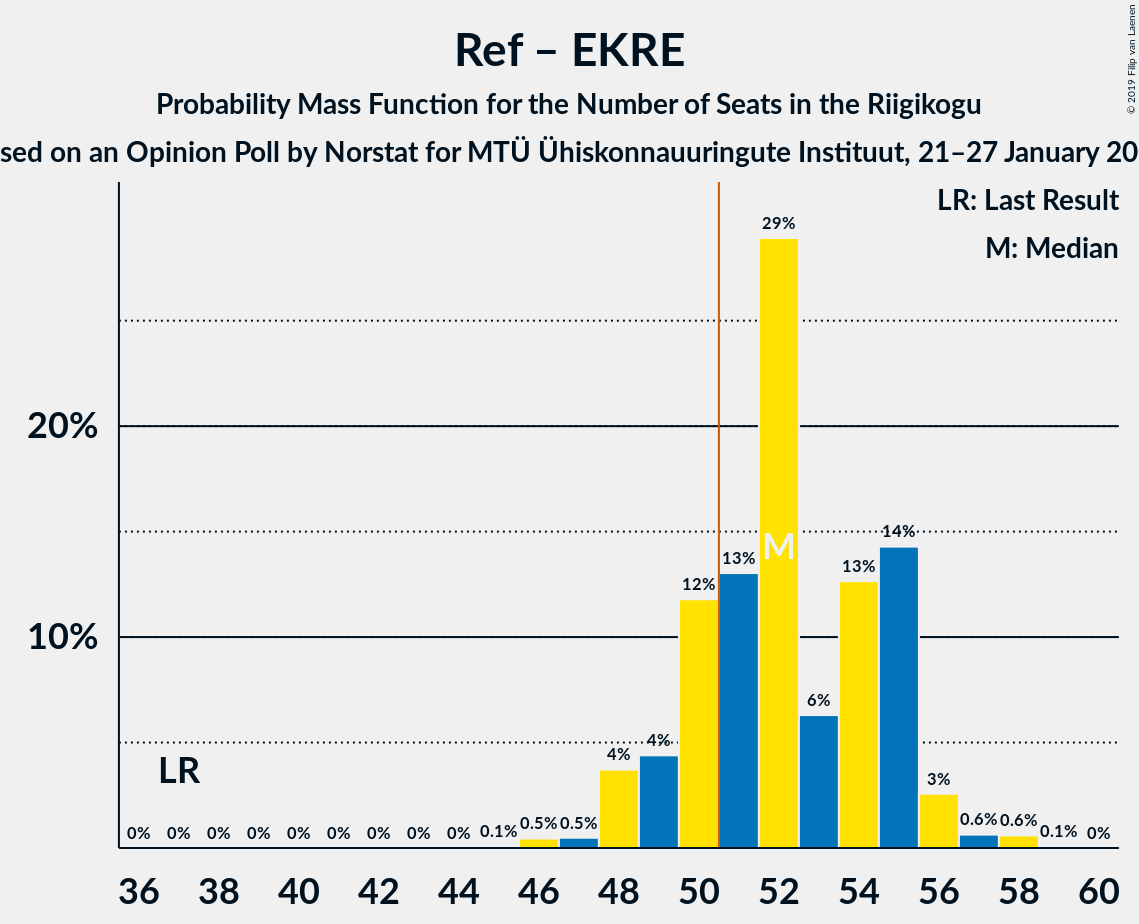 Ref – EKRE
Probability Mass Function for the Number of Seats in the Riigikogu
sed on an Opinion Poll by Norstat for MTÜ Ühiskonnauuringute Instituut, 21–27 January 20
© 2019 Filip van Laenen
LR: Last Result
M: Median
20%
10%
LR
M
0% 0% 0% 0% 0% 0% 0% 0% 0% 0.1% 0.5% 0.5% 4% 4% 12% 13% 29% 6% 13% 14% 3% 0.6% 0.6% 0.1% 0%
36 38 40 42 44 46 48 50 52 54 56 58 60